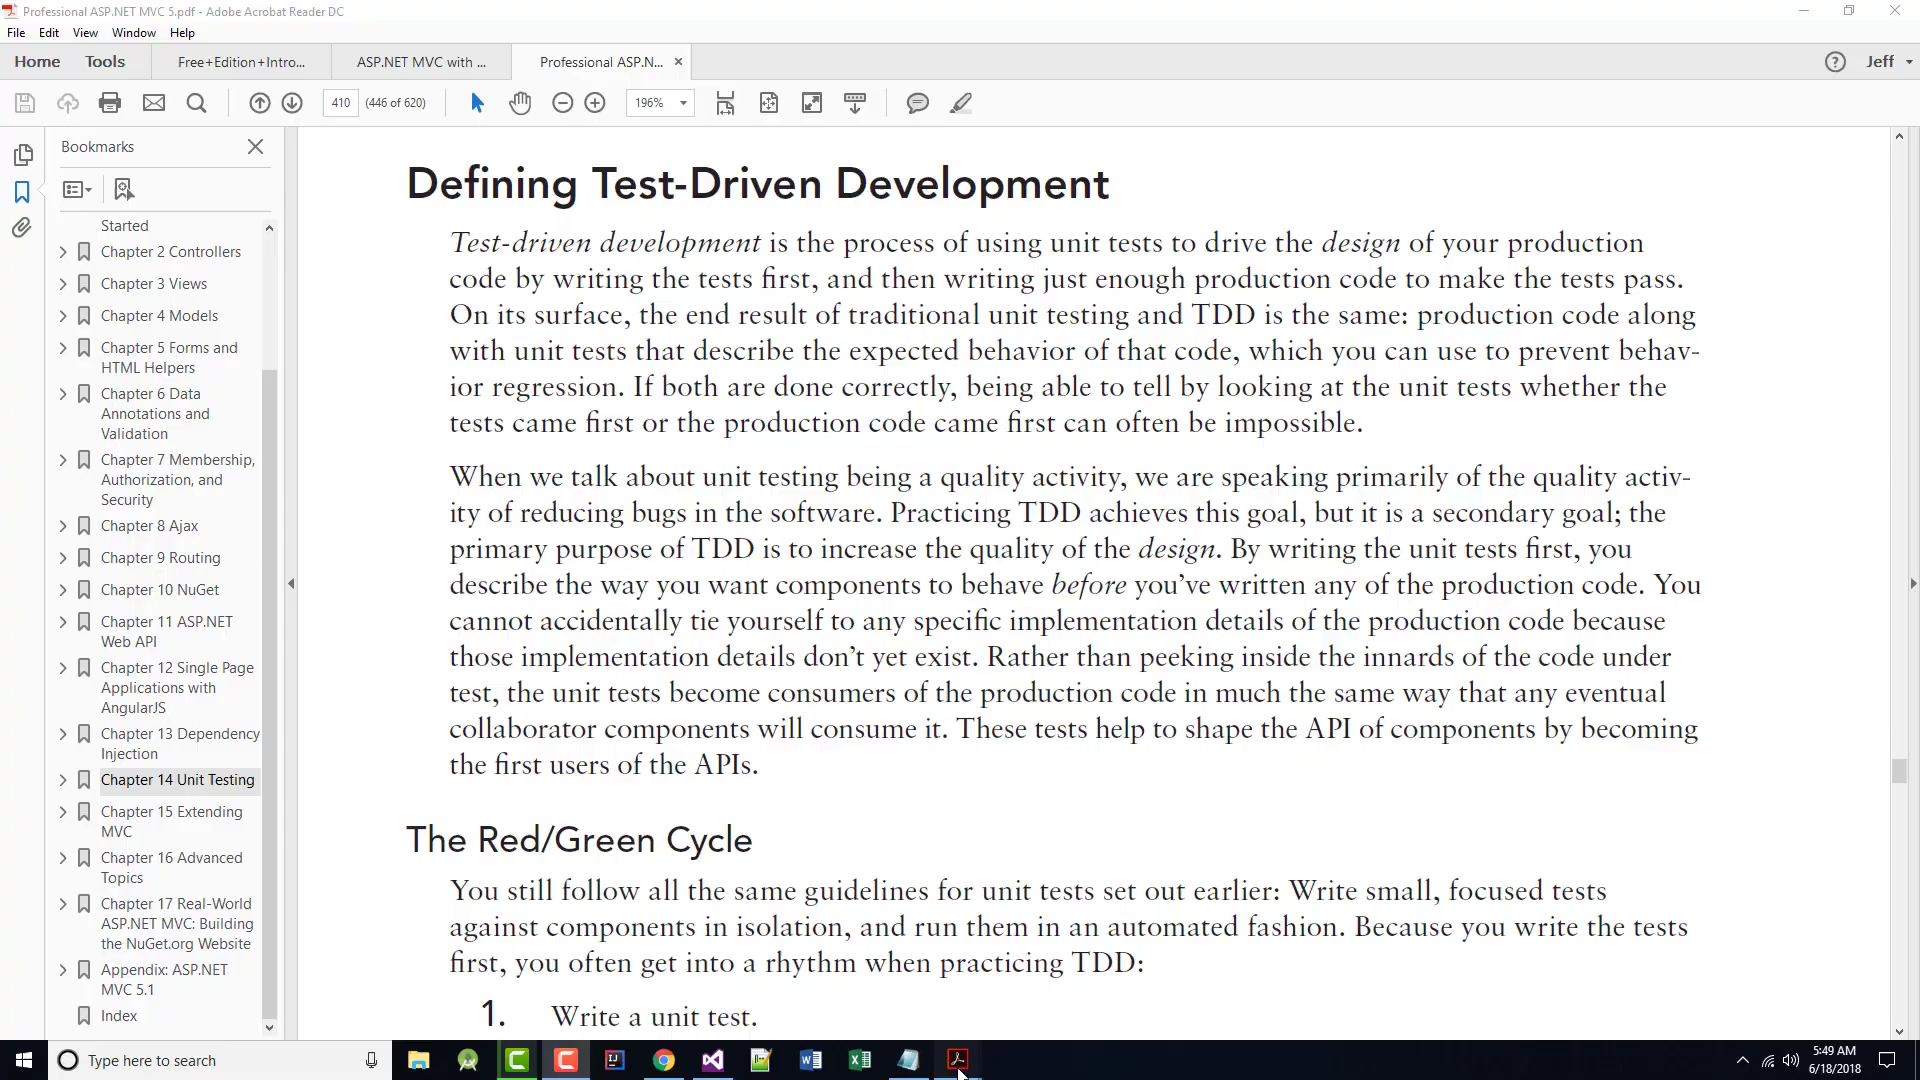 Professional ASP.NET MVC 5.pdf - Adobe Acrobat Reader DC
File Edit View Window Help
Home Tools Free+Edition+Intro... ASP.NET MVC with ... Professional ASP.N... Jeff
410 (446 of 620) 196%
Bookmarks
Started
Chapter 2 Controllers
Chapter 3 Views
Chapter 4 Models
Chapter 5 Forms and
HTML Helpers
Chapter 6 Data
Annotations and
Validation
Chapter 7 Membership,
Authorization, and
Security
Chapter 8 Ajax
Chapter 9 Routing
Chapter 10 NuGet
Chapter 11 ASP.NET
Web API
Chapter 12 Single Page
Applications with
AngularJS
Chapter 13 Dependency
Injection
Chapter 14 Unit Testing
Chapter 15 Extending
MVC
Chapter 16 Advanced
Topics
Chapter 17 Real-World
ASP.NET MVC: Building
the NuGet.org Website
Appendix: ASP.NET
MVC 5.1
Index
Defining Test-Driven Development
Test-driven development is the process of using unit tests to drive the design of your production
code by writing the tests first, and then writing just enough production code to make the tests pass.
On its surface, the end result of traditional unit testing and TDD is the same: production code along
with unit tests that describe the expected behavior of that code, which you can use to prevent behav-
ior regression. If both are done correctly, being able to tell by looking at the unit tests whether the
tests came first or the production code came first can often be impossible.
When we talk about unit testing being a quality activity, we are speaking primarily of the quality activ-
ity of reducing bugs in the software. Practicing TDD achieves this goal, but it is a secondary goal; the
primary purpose of TDD is to increase the quality of the design. By writing the unit tests first, you
describe the way you want components to behave before you've written any of the production code. You
cannot accidentally tie yourself to any specific implementation details of the production code because
those implementation details don't yet exist. Rather than peeking inside the innards of the code under
test, the unit tests become consumers of the production code in much the same way that any eventual
collaborator components will consume it. These tests help to shape the API of components by becoming
the first users of the APIs.
The Red/Green Cycle
You still follow all the same guidelines for unit tests set out earlier: Write small, focused tests
against components in isolation, and run them in an automated fashion. Because you write the tests
first, you often get into a rhythm when practicing TDD:
1. Write a unit test.
Type here to search
5:49 AM
6/18/2018